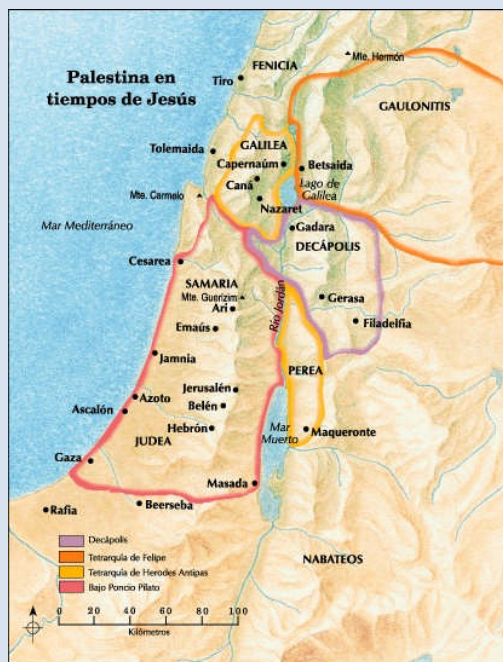 Palestina en
tiempos de Jesús
FENICIA
Mte. Hermón
Tiro
GAULONITIS
Tolemaida
GALILEA
Capernaúm
Betsaida
Caná
Lago de
Galilea
Mte. Carmelo
Nazaret
Mar Mediterráneo
Gadara
DECÁPOLIS
Cesarea
SAMARIA
Mte. Guerizim
Ari
Río Jordán
Gerasa
Emaús
Filadelfia
Jamnia
PEREA
Jerusalén
Azoto
Belén
Ascalón
Hebrón
Mar
Muerto
Maqueronte
JUDEA
Gaza
Masada
Rafia
Beerseba
NABATEOS
Decápolis
Tetrarquía de Felipe
Tetrarquía de Herodes Antipas
Bajo Poncio Pilato
0 20 40 60 80 100
Kilómetros